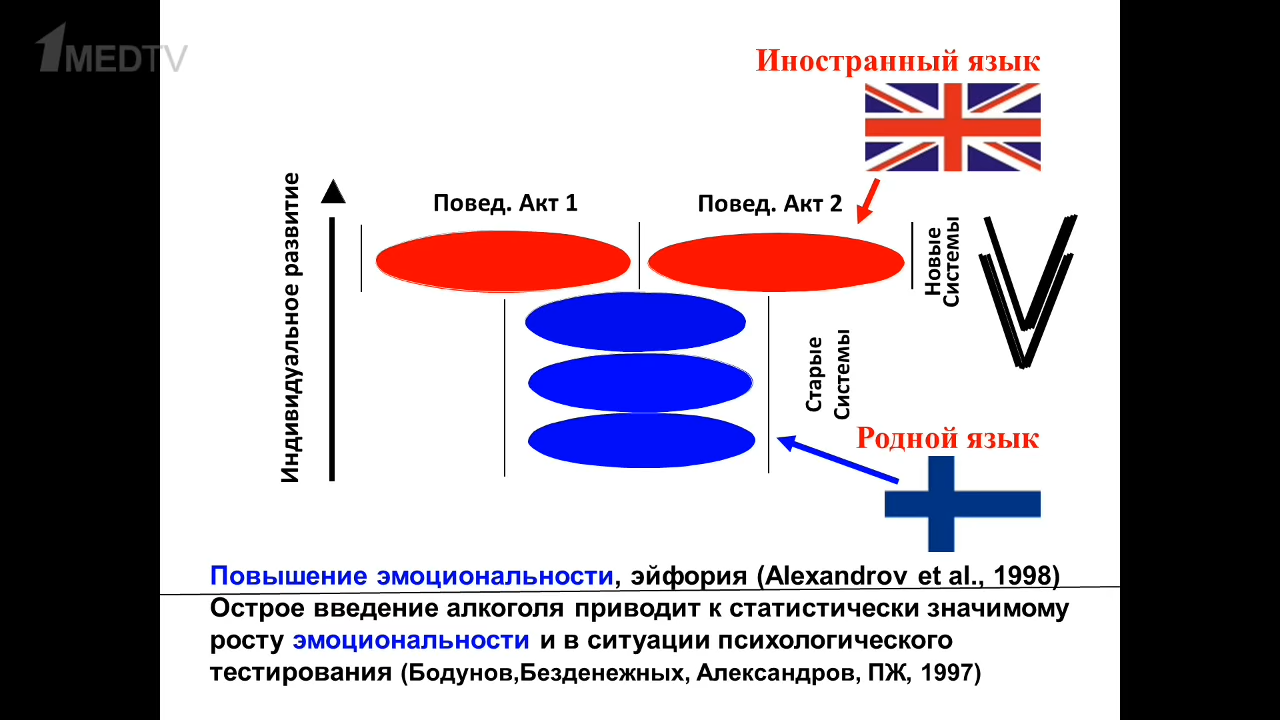 1MEDTV
Иностранный язык
Повед. Акт 1
Повед. Акт 2
Индивидуальное развитие
Новые
Системы
Старые
Системы
Родной язык
Повышение эмоциональности, эйфория (Alexandrov et al., 1998)
Острое введение алкоголя приводит к статистически значимому
росту эмоциональности и в ситуации психологического
тестирования (Бодунов,Безденежных, Александров, ПЖ, 1997)